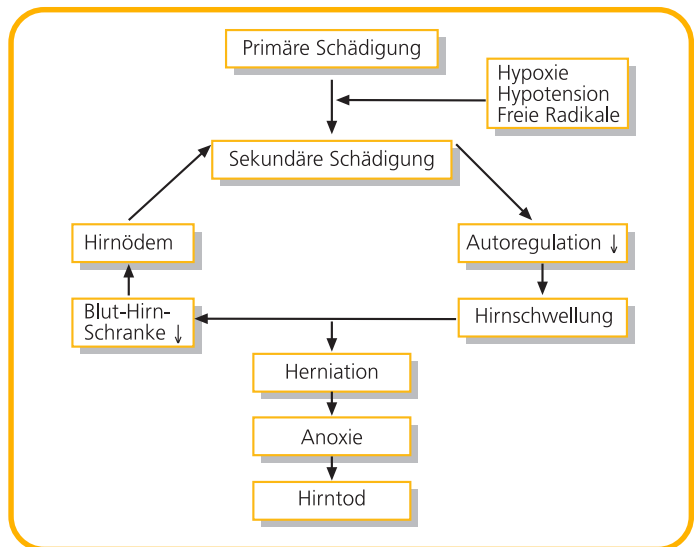 Primäre Schädigung
Hypoxie
Hypotension
Freie Radikale
Sekundäre Schädigung
Hirnödem
Autoregulation ↓
Blut-Hirn-
Schranke ↓
Hirnschwellung
Herniation
Anoxie
Hirntod